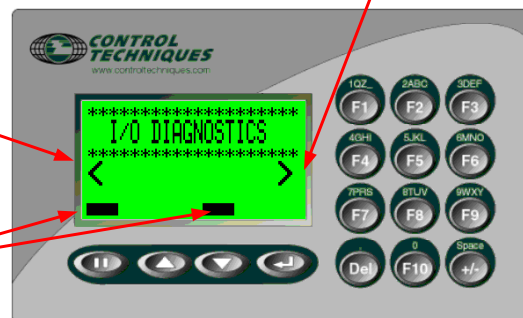 CONTROL
TECHNIQUES
www.controltechniques.com
********************
I/O DIAGNOSTICS
********************
< >
1QZ_ 2ABC 3DEF
F1 F2 F3
4GHI 5JKL 6MNO
F4 F5 F6
7PRS 8TUV 9WXY
F7 F8 F9
. 0 Space
Del F10 +/-